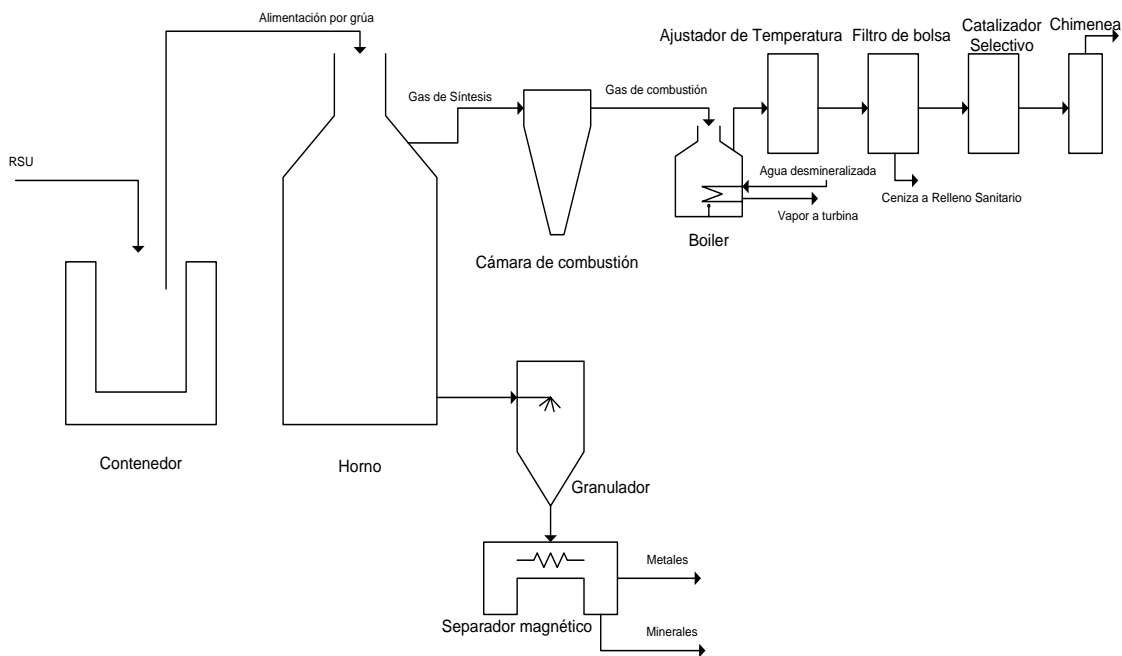 Alimentación por grúa
Chimenea
Catalizador
Selectivo
Ajustador de Temperatura
Filtro de bolsa
Gas de Síntesis
Gas de combustión
RSU
Agua desmineralizada
Ceniza a Relleno Sanitario
Vapor a turbina
Boiler
Cámara de combustión
Contenedor
Horno
Granulador
Metales
Separador magnético
Minerales